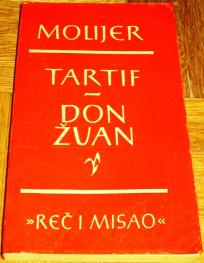 MOLIJER
TARTIF
–
DON
ŽUAN
»REČ I MISAO«